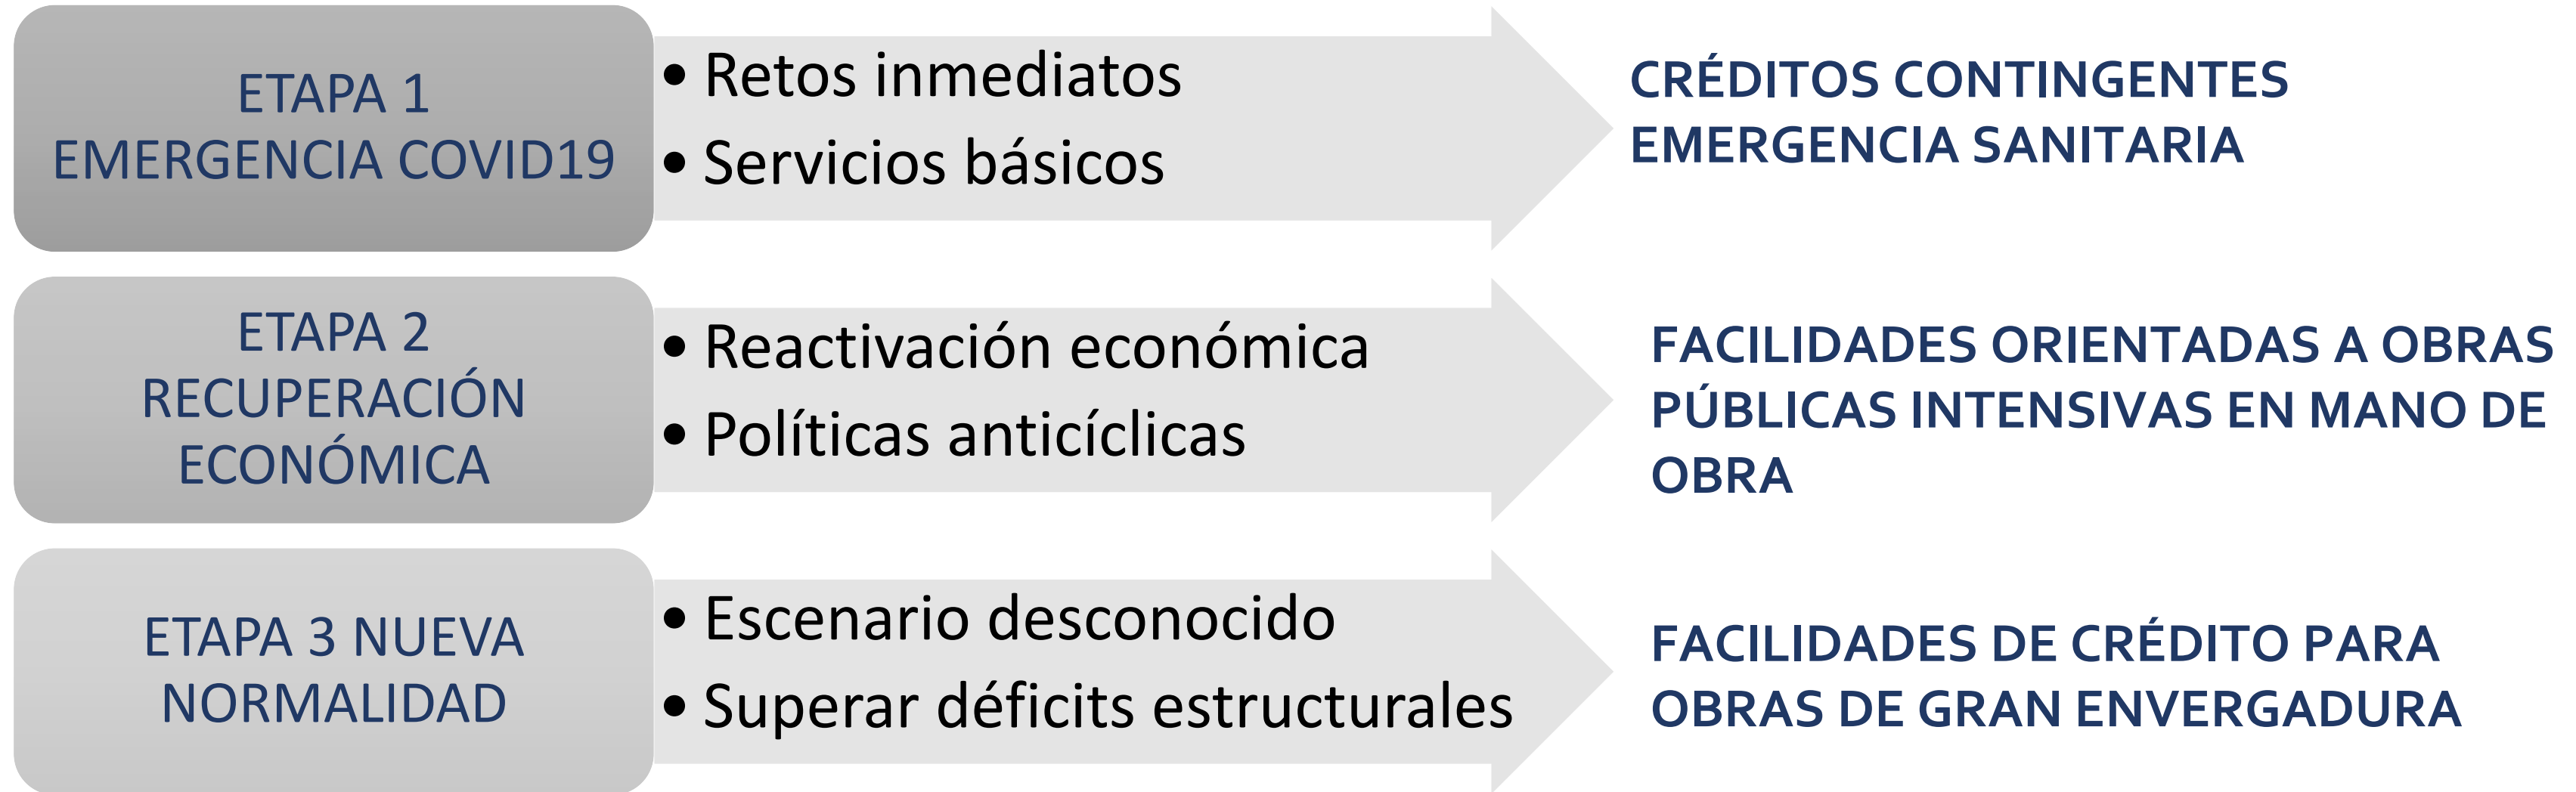 ETAPA 1
EMERGENCIA COVID19
• Retos inmediatos
• Servicios básicos
CRÉDITOS CONTINGENTES
EMERGENCIA SANITARIA
ETAPA 2
RECUPERACIÓN
ECONÓMICA
• Reactivación económica
• Políticas anticíclicas
FACILIDADES ORIENTADAS A OBRAS
PÚBLICAS INTENSIVAS EN MANO DE
OBRA
ETAPA 3 NUEVA
NORMALIDAD
• Escenario desconocido
• Superar déficits estructurales
FACILIDADES DE CRÉDITO PARA
OBRAS DE GRAN ENVERGADURA